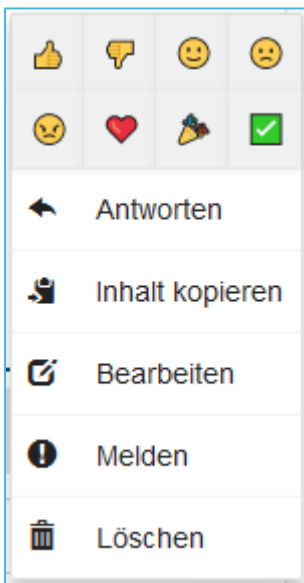 Antworten
Inhalt kopieren
Bearbeiten
Melden
Löschen